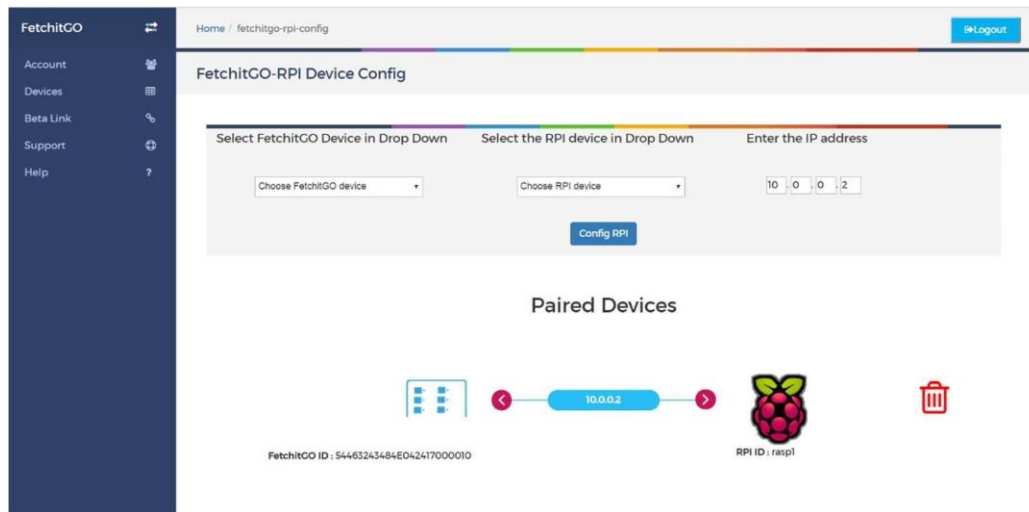 FetchitGO
Home / fetchitgo-rpi-config
Logout
Account
Devices
Beta Link
Support
Help
?
FetchitGO-RPI Device Config
Select FetchitGO Device in Drop Down
Select the RPI device in Drop Down
Enter the IP address
Choose FetchitGO device
Choose RPI device
10 . 0 . 0 . 2
Config RPI
Paired Devices
10.0.0.2
FetchitGO ID : 54463243484E042417000010
RPI ID : rasp1